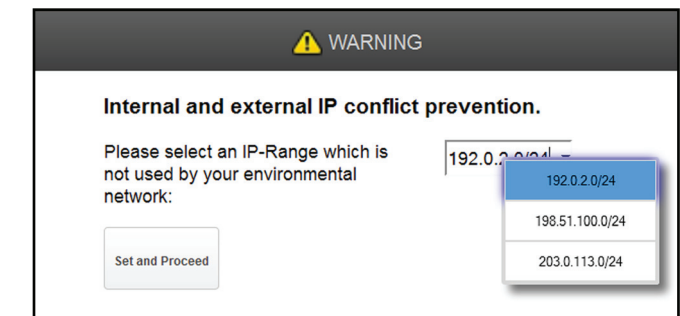 WARNING
Internal and external IP conflict prevention.
Please select an IP-Range which is
not used by your environmental
network:
192.0.2.0/24
192.0.2.0/24
198.51.100.0/24
203.0.113.0/24
Set and Proceed